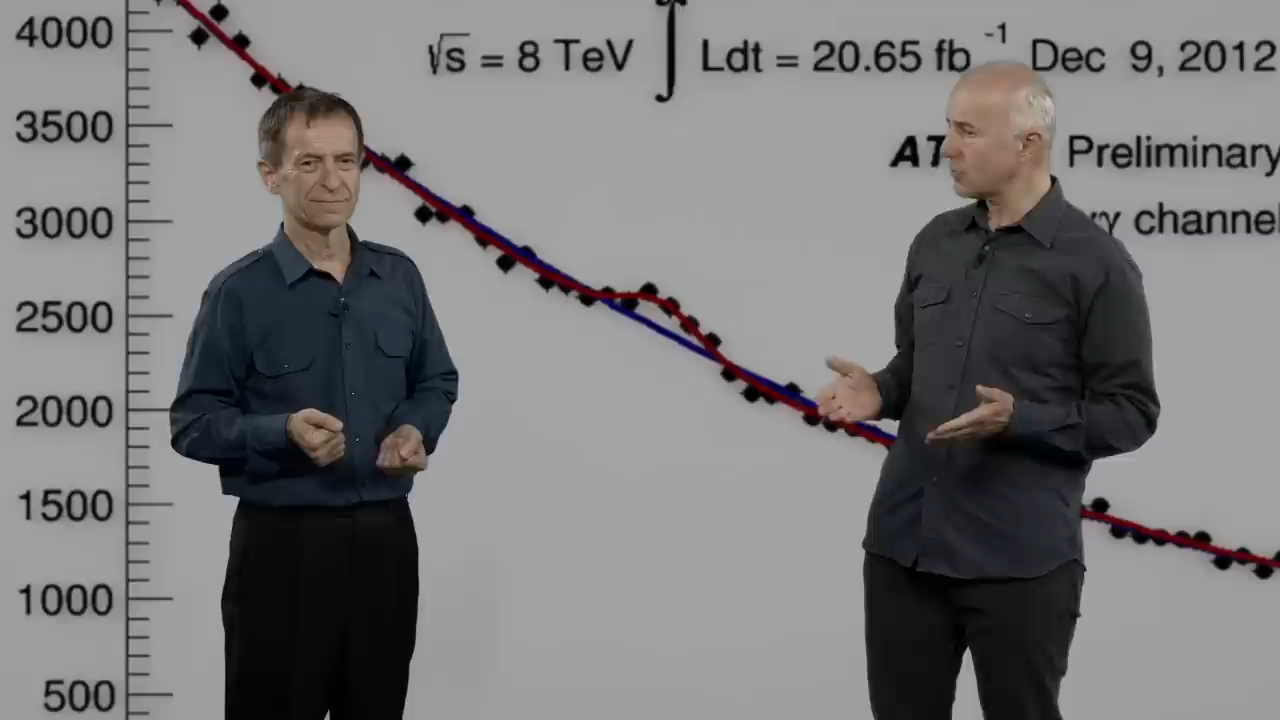 √s = 8 TeV ∫ Ldt = 20.65 fb⁻¹ Dec 9, 2012
Preliminary
γγ channel
4000
3500
3000
2500
2000
1500
1000
500